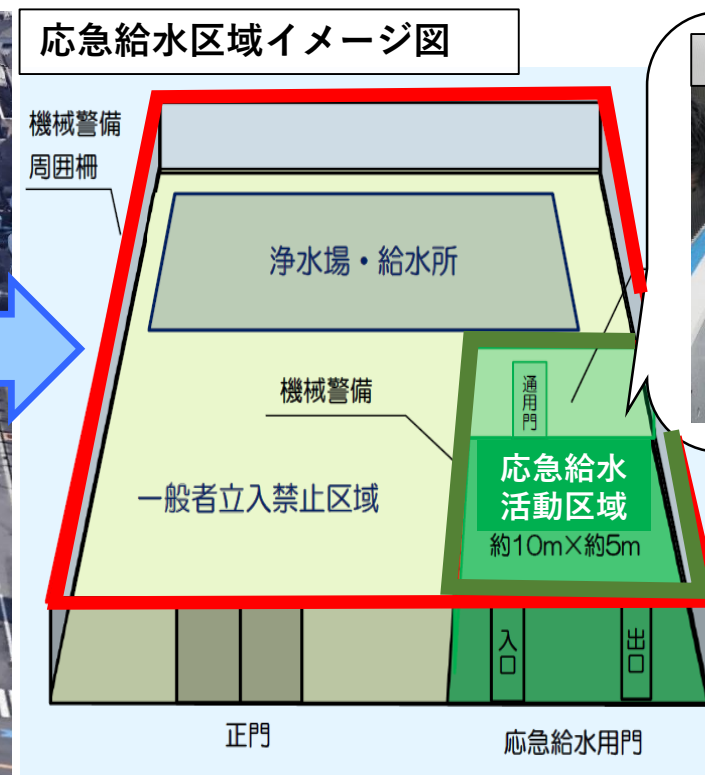 応急給水区域イメージ図
機械警備
周囲柵
浄水場・給水所
機械警備
通用門
応急給水
活動区域
約10m×約5m
一般者立入禁止区域
入口
出口
正門
応急給水用門